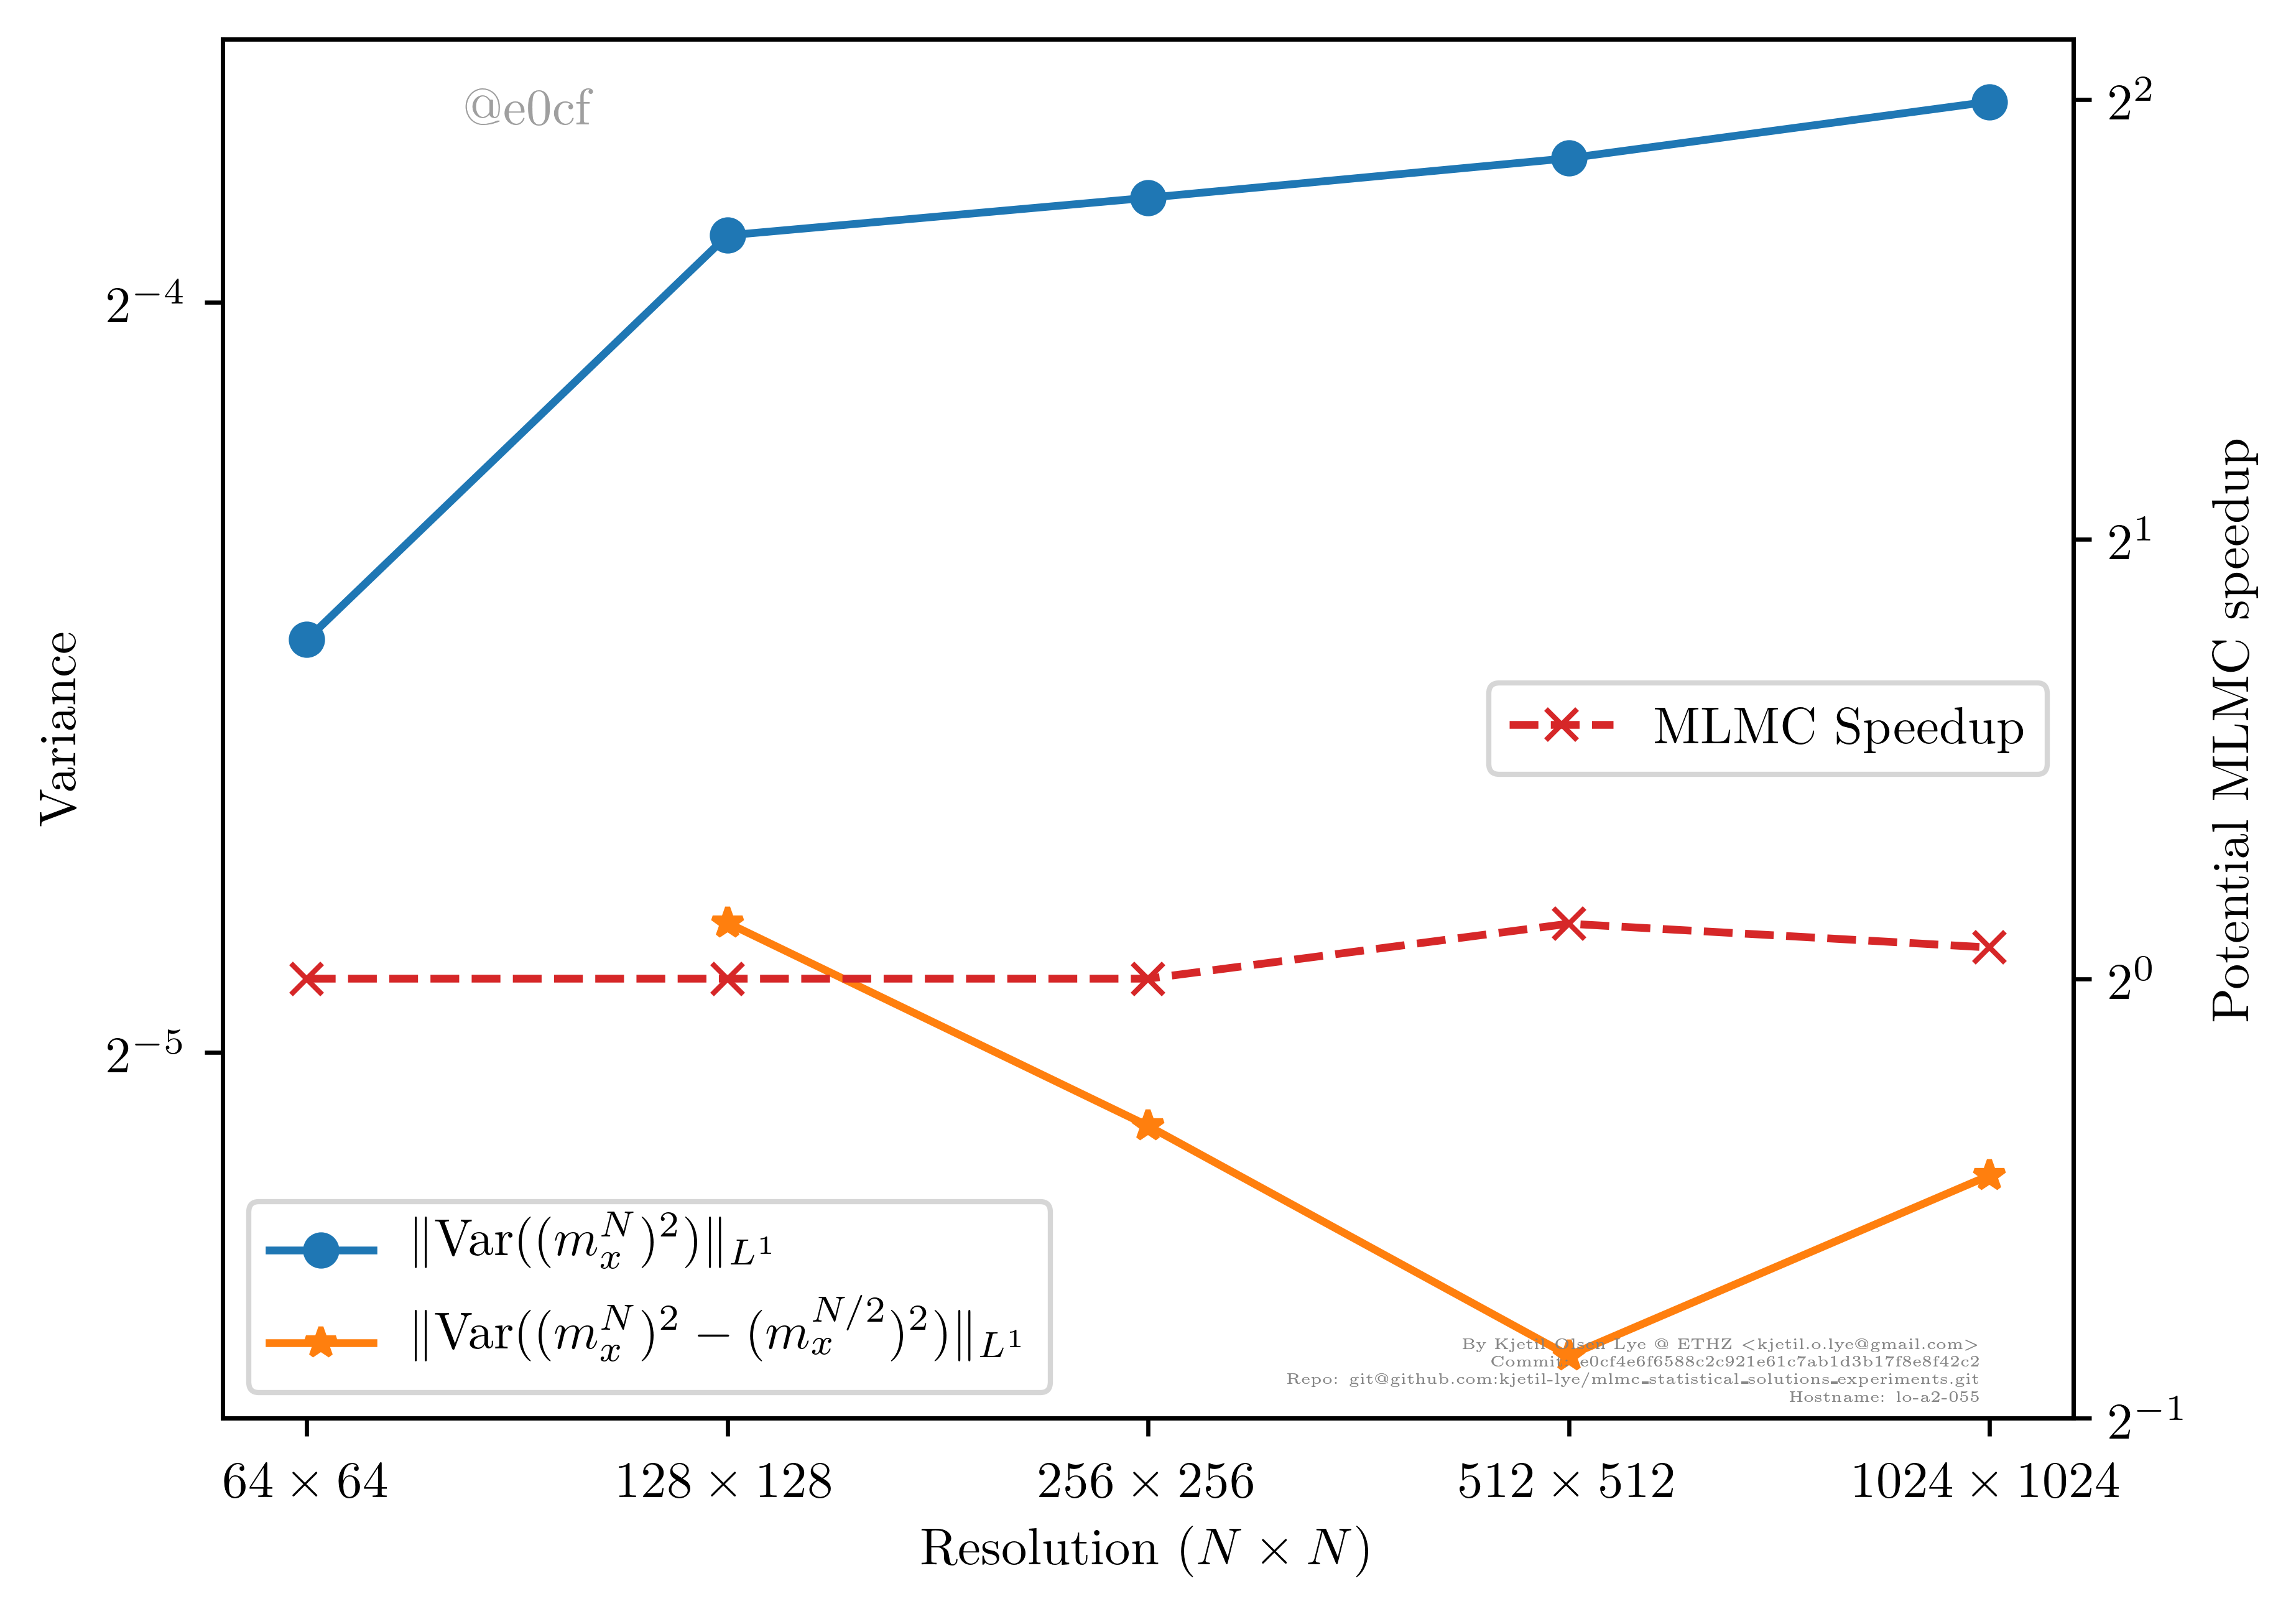 @e0cf
2^2
2^{-4}
2^1
Variance
Potential MLMC speedup
MLMC Speedup
2^0
2^{-5}
‖Var((m_x^N)^2)‖_{L^1}
‖Var((m_x^N)^2 − (m_x^{N/2})^2)‖_{L^1}
By Kjetil Olsen Lye @ ETHZ <kjetil.o.lye@gmail.com>
Commit: e0cf4e6f6588c2c921e61c7ab1d3b17f8e8f42c2
Repo: git@github.com:kjetil-lye/mlmc_statistical_solutions_experiments.git
Hostname: lo-a2-055
2^{-1}
64 × 64 128 × 128 256 × 256 512 × 512 1024 × 1024
Resolution (N × N)